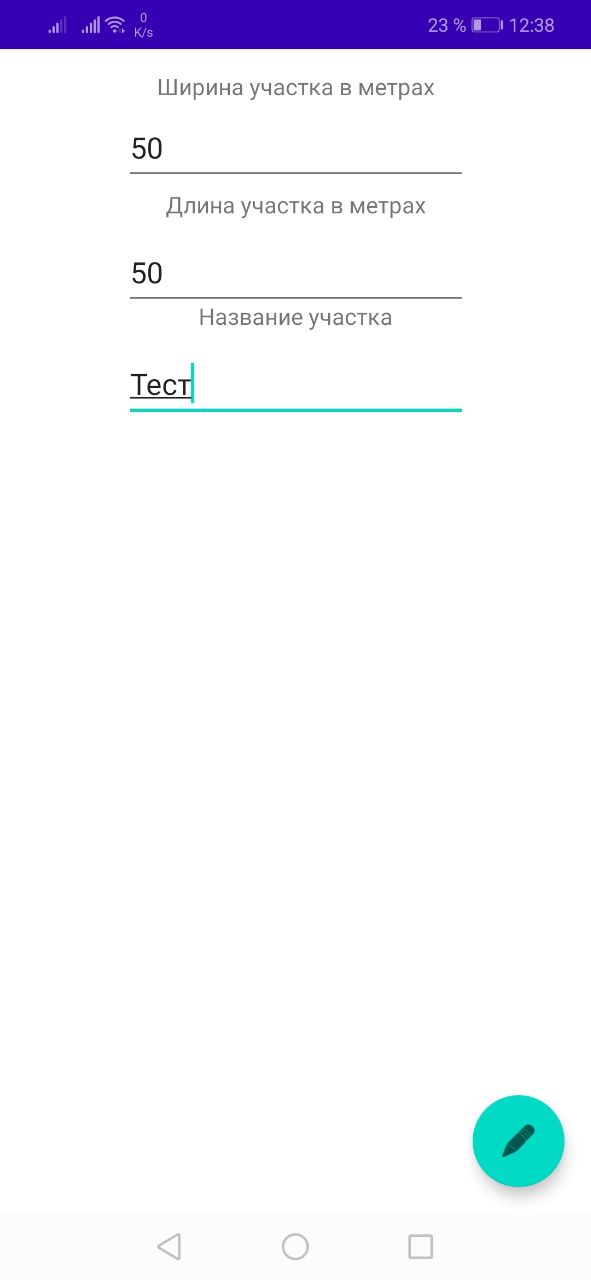 0
K/s
23 % 12:38
Ширина участка в метрах
50
Длина участка в метрах
50
Название участка
Тест